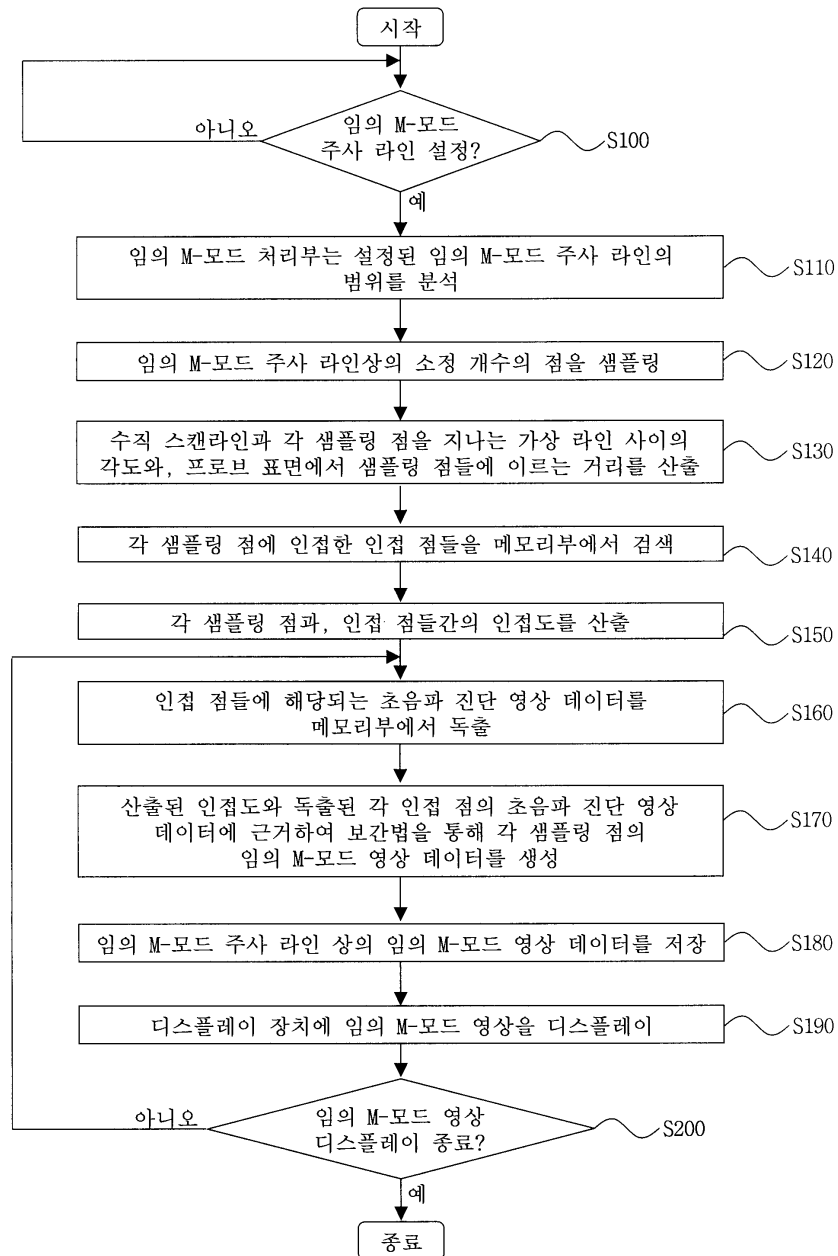 시작
아니오
임의 M-모드
주사 라인 설정?
S100
예
임의 M-모드 처리부는 설정된 임의 M-모드 주사 라인의
범위를 분석
S110
임의 M-모드 주사 라인상의 소정 개수의 점을 샘플링
S120
수직 스캔라인과 각 샘플링 점을 지나는 가상 라인 사이의
각도와, 프로브 표면에서 샘플링 점들에 이르는 거리를 산출
S130
각 샘플링 점에 인접한 인접 점들을 메모리부에서 검색
S140
각 샘플링 점과, 인접 점들간의 인접도를 산출
S150
인접 점들에 해당되는 초음파 진단 영상 데이터를
메모리부에서 독출
S160
산출된 인접도와 독출된 각 인접 점의 초음파 진단 영상
데이터에 근거하여 보간법을 통해 각 샘플링 점의
임의 M-모드 영상 데이터를 생성
S170
임의 M-모드 주사 라인 상의 임의 M-모드 영상 데이터를 저장
S180
디스플레이 장치에 임의 M-모드 영상을 디스플레이
S190
아니오
임의 M-모드 영상
디스플레이 종료?
S200
예
종료